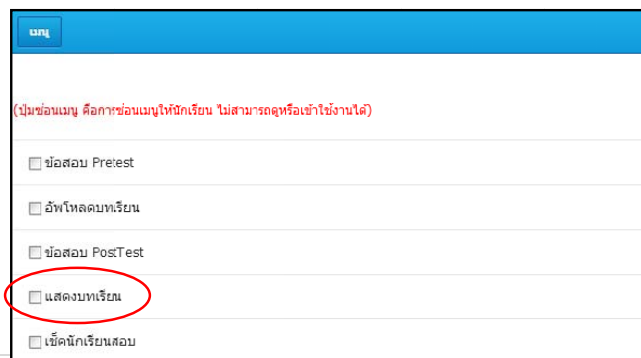 เมนู
(ปุ่มซ่อนเมนู คือการซ่อนเมนูให้นักเรียน ไม่สามารถดูหรือเข้าใช้งานได้)
ข้อสอบ Pretest
อัพโหลดบทเรียน
ข้อสอบ PostTest
แสดงบทเรียน
เช็คนักเรียนสอบ